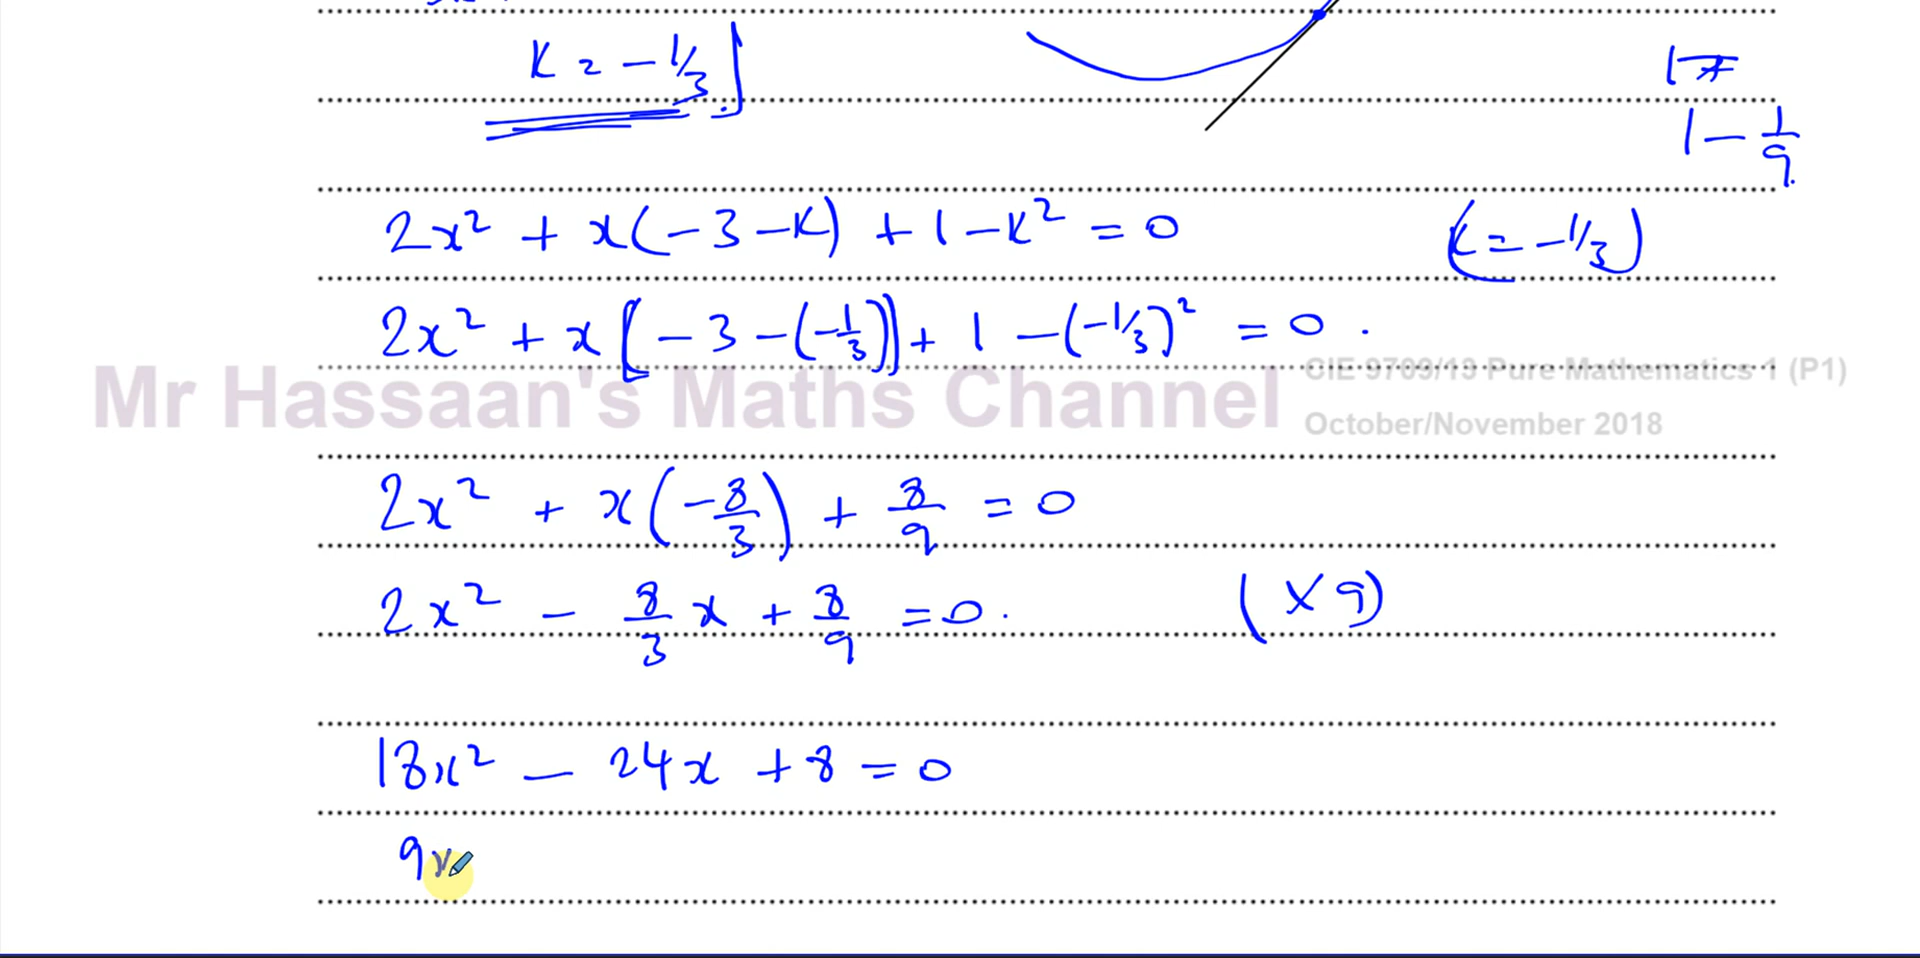 K = -1/3
1 -
1 - 1/9
2x² + x(-3-K) + 1-K² = 0 (K = -1/3)
2x² + x[-3-(-1/3)] + 1 -(-1/3)² = 0.
Mr Hassaan's Maths Channel
CIE 9709/13 Pure Mathematics 1 (P1)
October/November 2018
2x² + x(-8/3) + 8/9 = 0
2x² - 8/3 x + 8/9 = 0. (×9)
18x² - 24x + 8 = 0
9x